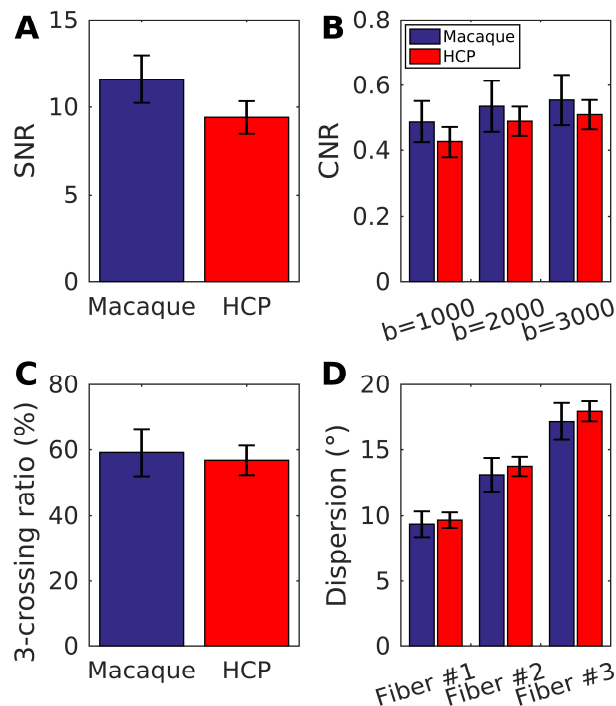 A
SNR
15
10
5
0
Macaque
HCP
B
CNR
0.8
0.6
0.4
0.2
0
Macaque
HCP
b=1000
b=2000
b=3000
C
3-crossing ratio (%)
80
60
40
20
0
Macaque
HCP
D
Dispersion (°)
20
15
10
5
0
Fiber #1
Fiber #2
Fiber #3